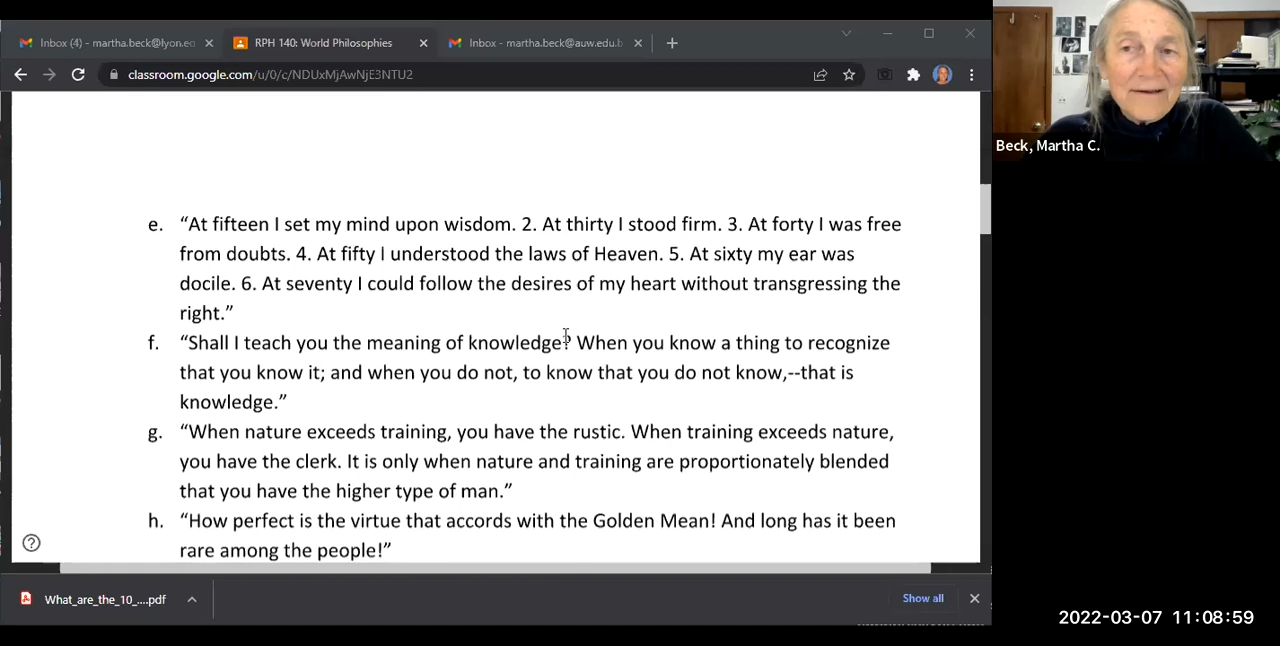 Inbox (4) - martha.beck@lyon.ec
RPH 140: World Philosophies
Inbox - martha.beck@auw.edu.b
classroom.google.com/u/0/c/NDUxMjAwNjE3NTU2
Beck, Martha C.
e. “At fifteen I set my mind upon wisdom. 2. At thirty I stood firm. 3. At forty I was free
from doubts. 4. At fifty I understood the laws of Heaven. 5. At sixty my ear was
docile. 6. At seventy I could follow the desires of my heart without transgressing the
right.”
f. “Shall I teach you the meaning of knowledge? When you know a thing to recognize
that you know it; and when you do not, to know that you do not know,--that is
knowledge.”
g. “When nature exceeds training, you have the rustic. When training exceeds nature,
you have the clerk. It is only when nature and training are proportionately blended
that you have the higher type of man.”
h. “How perfect is the virtue that accords with the Golden Mean! And long has it been
rare among the people!”
What_are_the_10_....pdf
Show all
2022-03-07 11:08:59